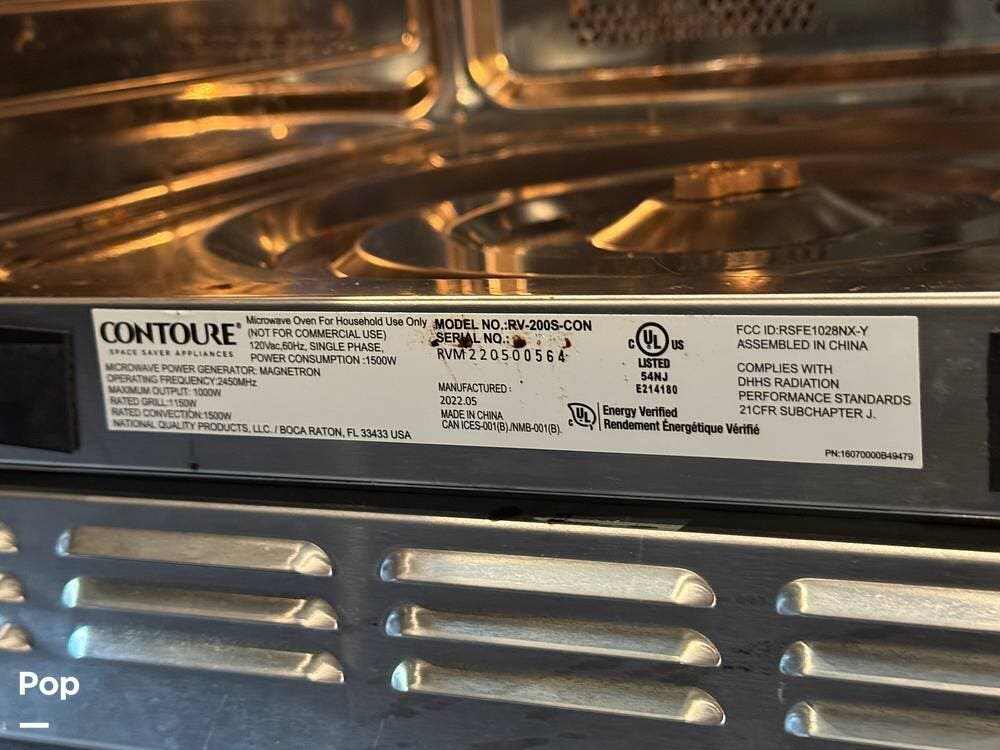 CONTOURE®
SPACE SAVER APPLIANCES
Microwave Oven For Household Use Only
(NOT FOR COMMERCIAL USE)
120Vac,60Hz, SINGLE PHASE,
POWER CONSUMPTION :1500W
MICROWAVE POWER GENERATOR: MAGNETRON
OPERATING FREQUENCY:2450MHz
MAXIMUM OUTPUT: 1000W
RATED GRILL:1150W
RATED CONVECTION:1500W
NATIONAL QUALITY PRODUCTS, LLC. / BOCA RATON, FL 33433 USA
MODEL NO.:RV-200S-CON
SERIAL NO.:
RVM220500564
MANUFACTURED:
2022.05
MADE IN CHINA
CAN ICES-001(B)./NMB-001(B).
C UL US
LISTED
54NJ
E214180
C UL
Energy Verified
Rendement Énergétique Vérifié
FCC ID:RSFE1028NX-Y
ASSEMBLED IN CHINA
COMPLIES WITH
DHHS RADIATION
PERFORMANCE STANDARDS
21CFR SUBCHAPTER J.
PN:16070000B49479
Pop